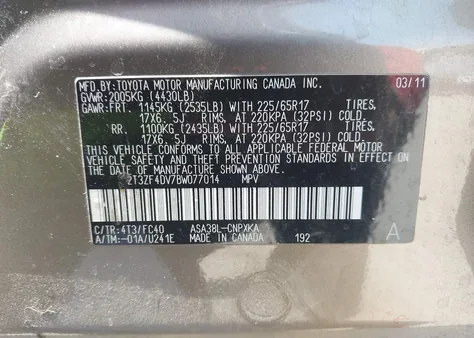 MFD.BY:TOYOTA MOTOR MANUFACTURING CANADA INC. 03/11
GVWR:2005KG (4430LB)
GAWR:FRT. 1145KG (2535LB) WITH 225/65R17 TIRES,
17X6.5J RIMS, AT 220KPA (32PSI) COLD.
RR. 1100KG (2435LB) WITH 225/65R17 TIRES,
17X6.5J RIMS, AT 220KPA (32PSI) COLD.
THIS VEHICLE CONFORMS TO ALL APPLICABLE FEDERAL MOTOR
VEHICLE SAFETY AND THEFT PREVENTION STANDARDS IN EFFECT
ON THE DATE OF MANUFACTURE SHOWN ABOVE.
2T3ZF4DV7BW077014 MPV
C/TR:4T3/FC40 ASA38L-CNPXKA
A/TM:-01A/U241E MADE IN CANADA 192 A